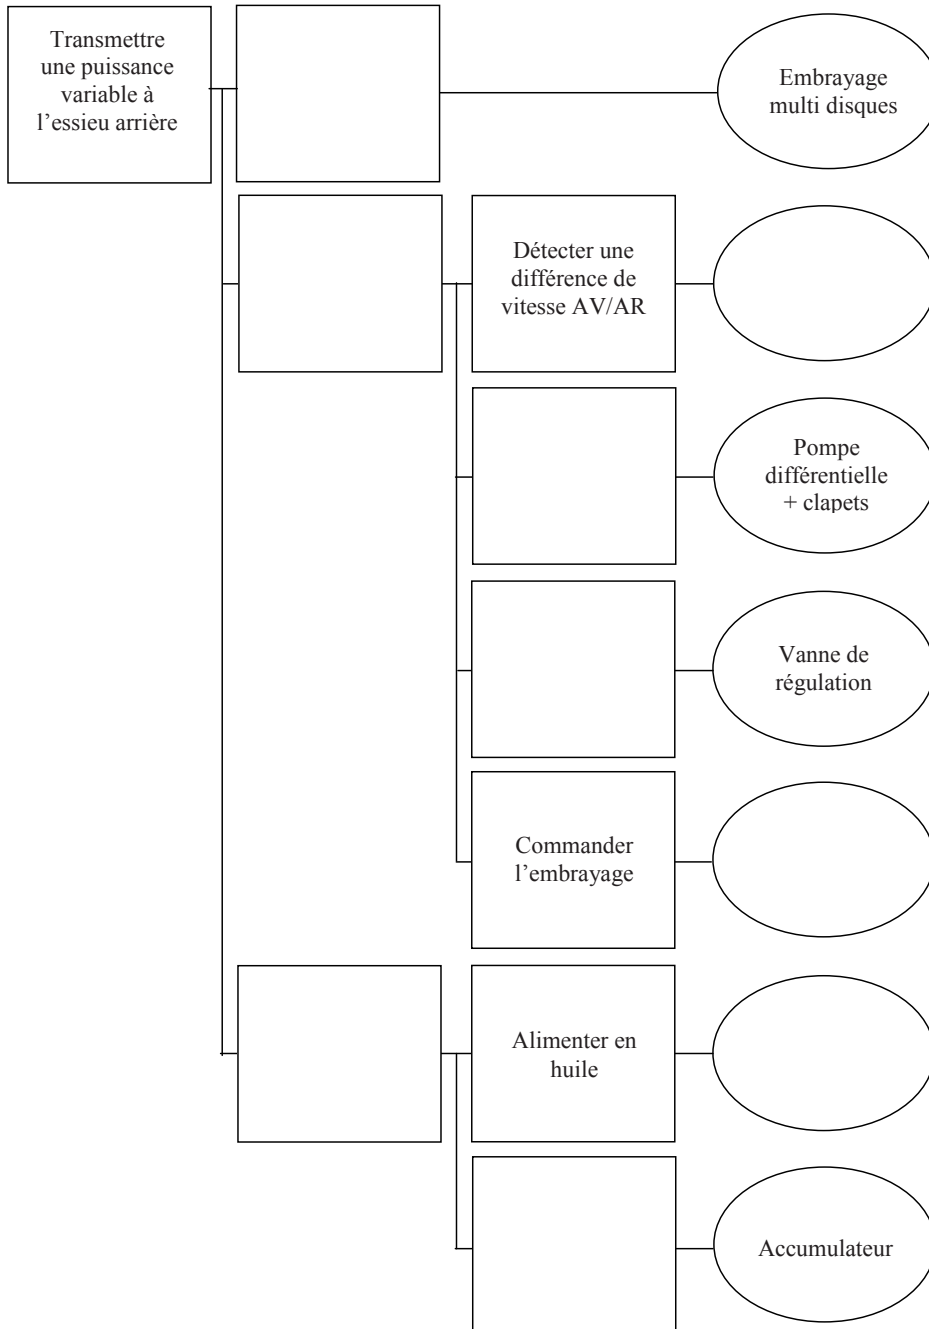 Transmettre
une puissance
variable à
l’essieu arrière
Embrayage
multi disques
Détecter une
différence de
vitesse AV/AR
Pompe
différentielle
+ clapets
Vanne de
régulation
Commander
l’embrayage
Alimenter en
huile
Accumulateur